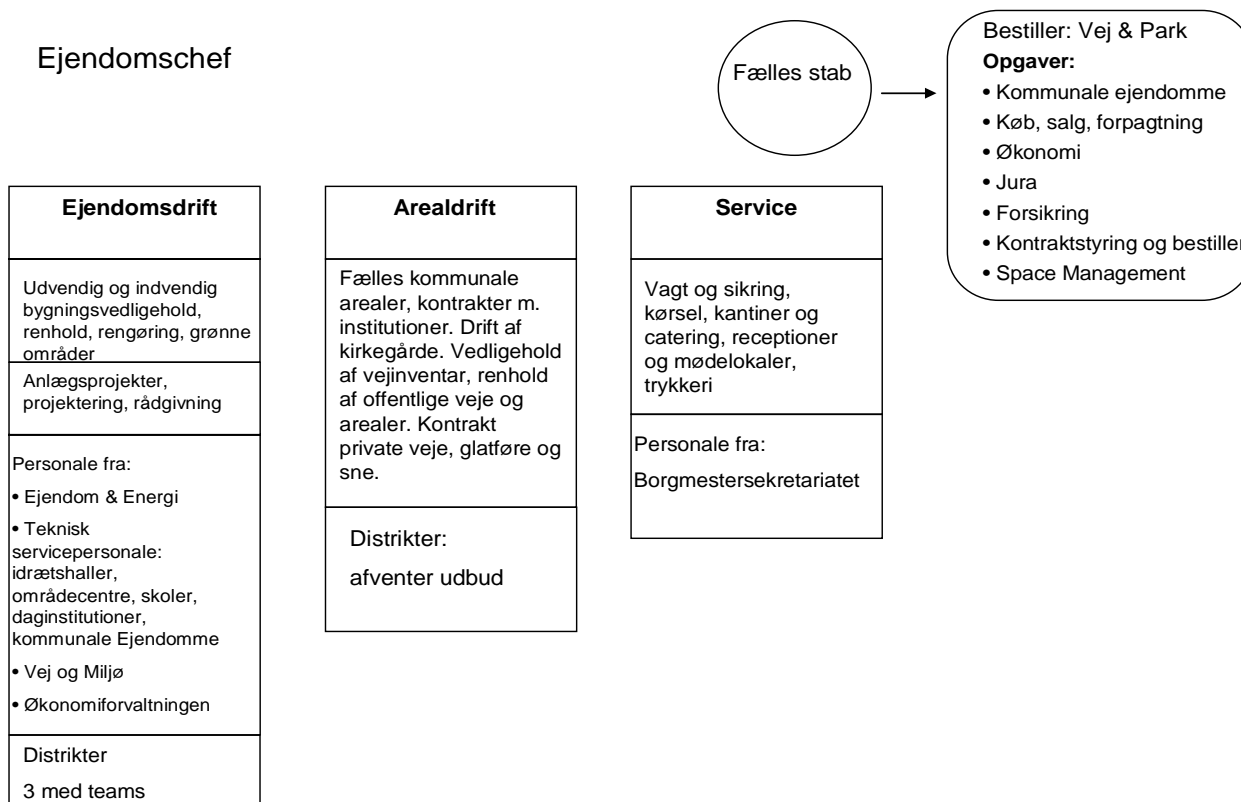 Ejendomschef
Fælles stab
Bestiller: Vej & Park
Opgaver:
• Kommunale ejendomme
• Køb, salg, forpagtning
• Økonomi
• Jura
• Forsikring
• Kontraktstyring og bestiller
• Space Management
Ejendomsdrift
Udvendig og indvendig
bygningsvedligehold,
renhold, rengøring, grønne
områder
Anlægsprojekter,
projektering, rådgivning
Personale fra:
• Ejendom & Energi
• Teknisk
servicepersonale:
idrætshaller,
områdecentre, skoler,
daginstitutioner,
kommunale Ejendomme
• Vej og Miljø
• Økonomiforvaltningen
Distrikter
3 med teams
Arealdrift
Fælles kommunale
arealer, kontrakter m.
institutioner. Drift af
kirkegårde. Vedligehold
af vejinventar, renhold
af offentlige veje og
arealer. Kontrakt
private veje, glatføre og
sne.
Distrikter:
afventer udbud
Service
Vagt og sikring,
kørsel, kantiner og
catering, receptioner
og mødelokaler,
trykkeri
Personale fra:
Borgmestersekretariatet